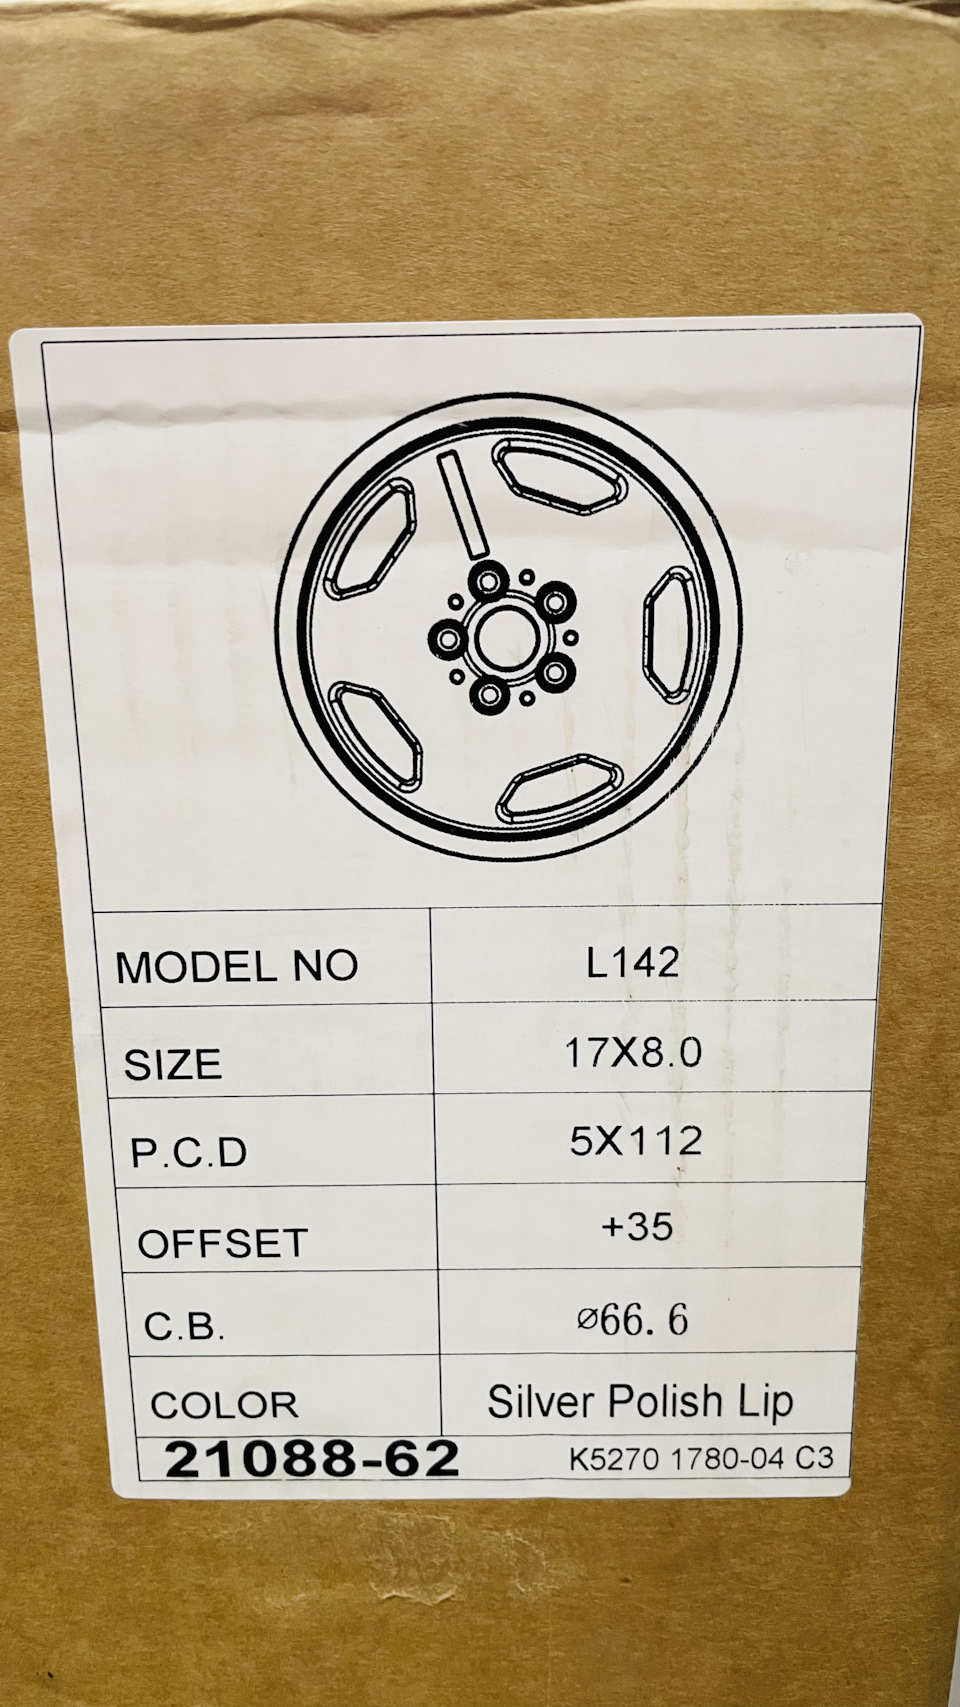 MODEL NO L142
SIZE 17X8.0
P.C.D 5X112
OFFSET +35
C.B. ⌀66.6
COLOR Silver Polish Lip
21088-62 K5270 1780-04 C3